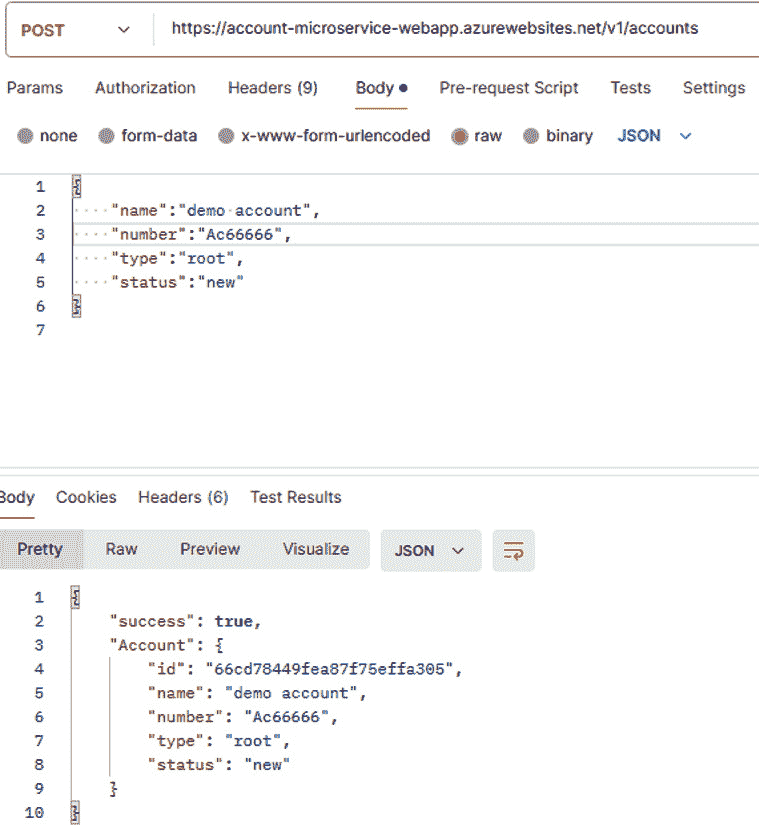 POST https://account-microservice-webapp.azurewebsites.net/v1/accounts
Params Authorization Headers (9) Body Pre-request Script Tests Settings
none form-data x-www-form-urlencoded raw binary JSON
1 {
2 "name":"demo account",
3 "number":"Ac66666",
4 "type":"root",
5 "status":"new"
6 }
7
Body Cookies Headers (6) Test Results
Pretty Raw Preview Visualize JSON
1 {
2 "success": true,
3 "Account": {
4 "id": "66cd78449fea87f75effa305",
5 "name": "demo account",
6 "number": "Ac66666",
7 "type": "root",
8 "status": "new"
9 }
10 }